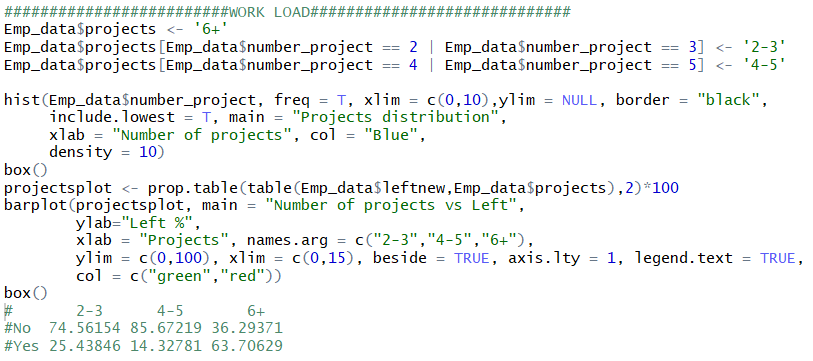 #########################WORK LOAD#############################
Emp_data$projects <- '6+'
Emp_data$projects[Emp_data$number_project == 2 | Emp_data$number_project == 3] <- '2-3'
Emp_data$projects[Emp_data$number_project == 4 | Emp_data$number_project == 5] <- '4-5'
hist(Emp_data$number_project, freq = T, xlim = c(0,10),ylim = NULL, border = "black",
     include.lowest = T, main = "Projects distribution",
     xlab = "Number of projects", col = "Blue",
     density = 10)
box()
projectsplot <- prop.table(table(Emp_data$leftnew,Emp_data$projects),2)*100
barplot(projectsplot, main = "Number of projects vs Left",
        ylab="Left %",
        xlab = "Projects", names.arg = c("2-3","4-5","6+"),
        ylim = c(0,100), xlim = c(0,15), beside = TRUE, axis.lty = 1, legend.text = TRUE,
        col = c("green","red"))
box()
#       2-3      4-5       6+
#No  74.56154 85.67219 36.29371
#Yes 25.43846 14.32781 63.70629